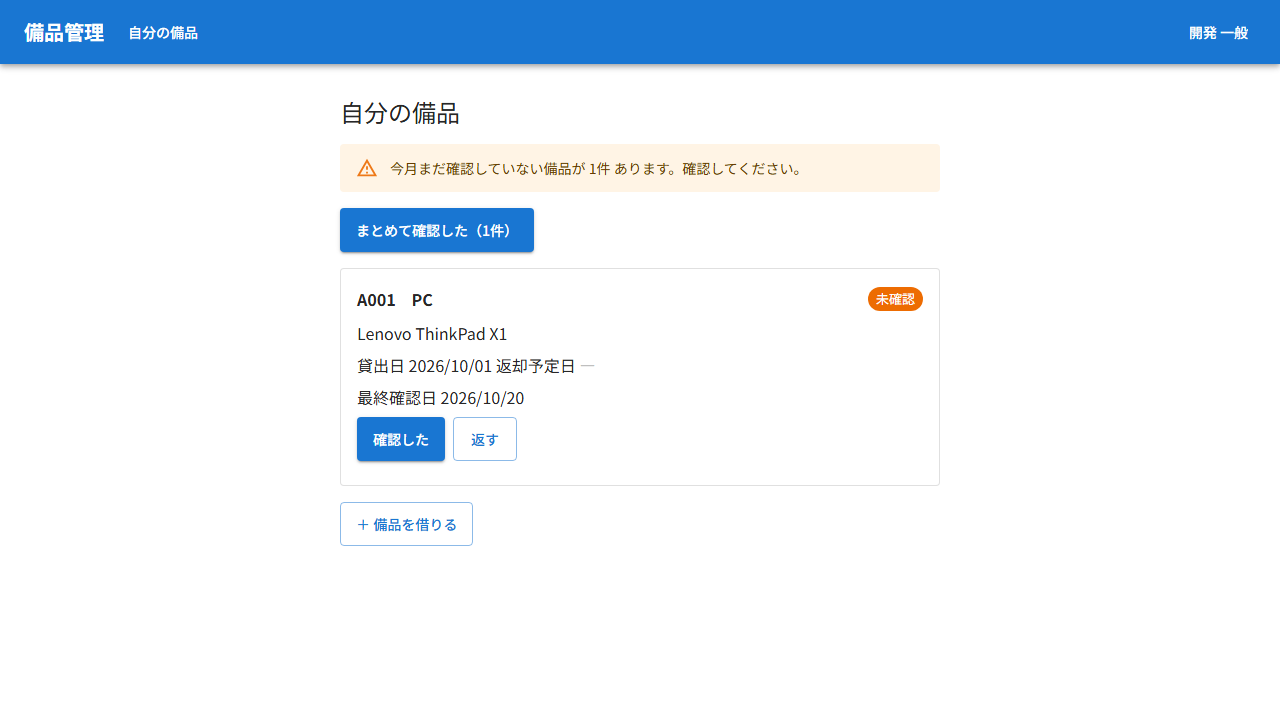 備品管理 自分の備品 開発 一般
自分の備品
今月まだ確認していない備品が 1件 あります。確認してください。
まとめて確認した（1件）
A001　PC 未確認
Lenovo ThinkPad X1
貸出日 2026/10/01 返却予定日 —
最終確認日 2026/10/20
確認した 返す
＋ 備品を借りる